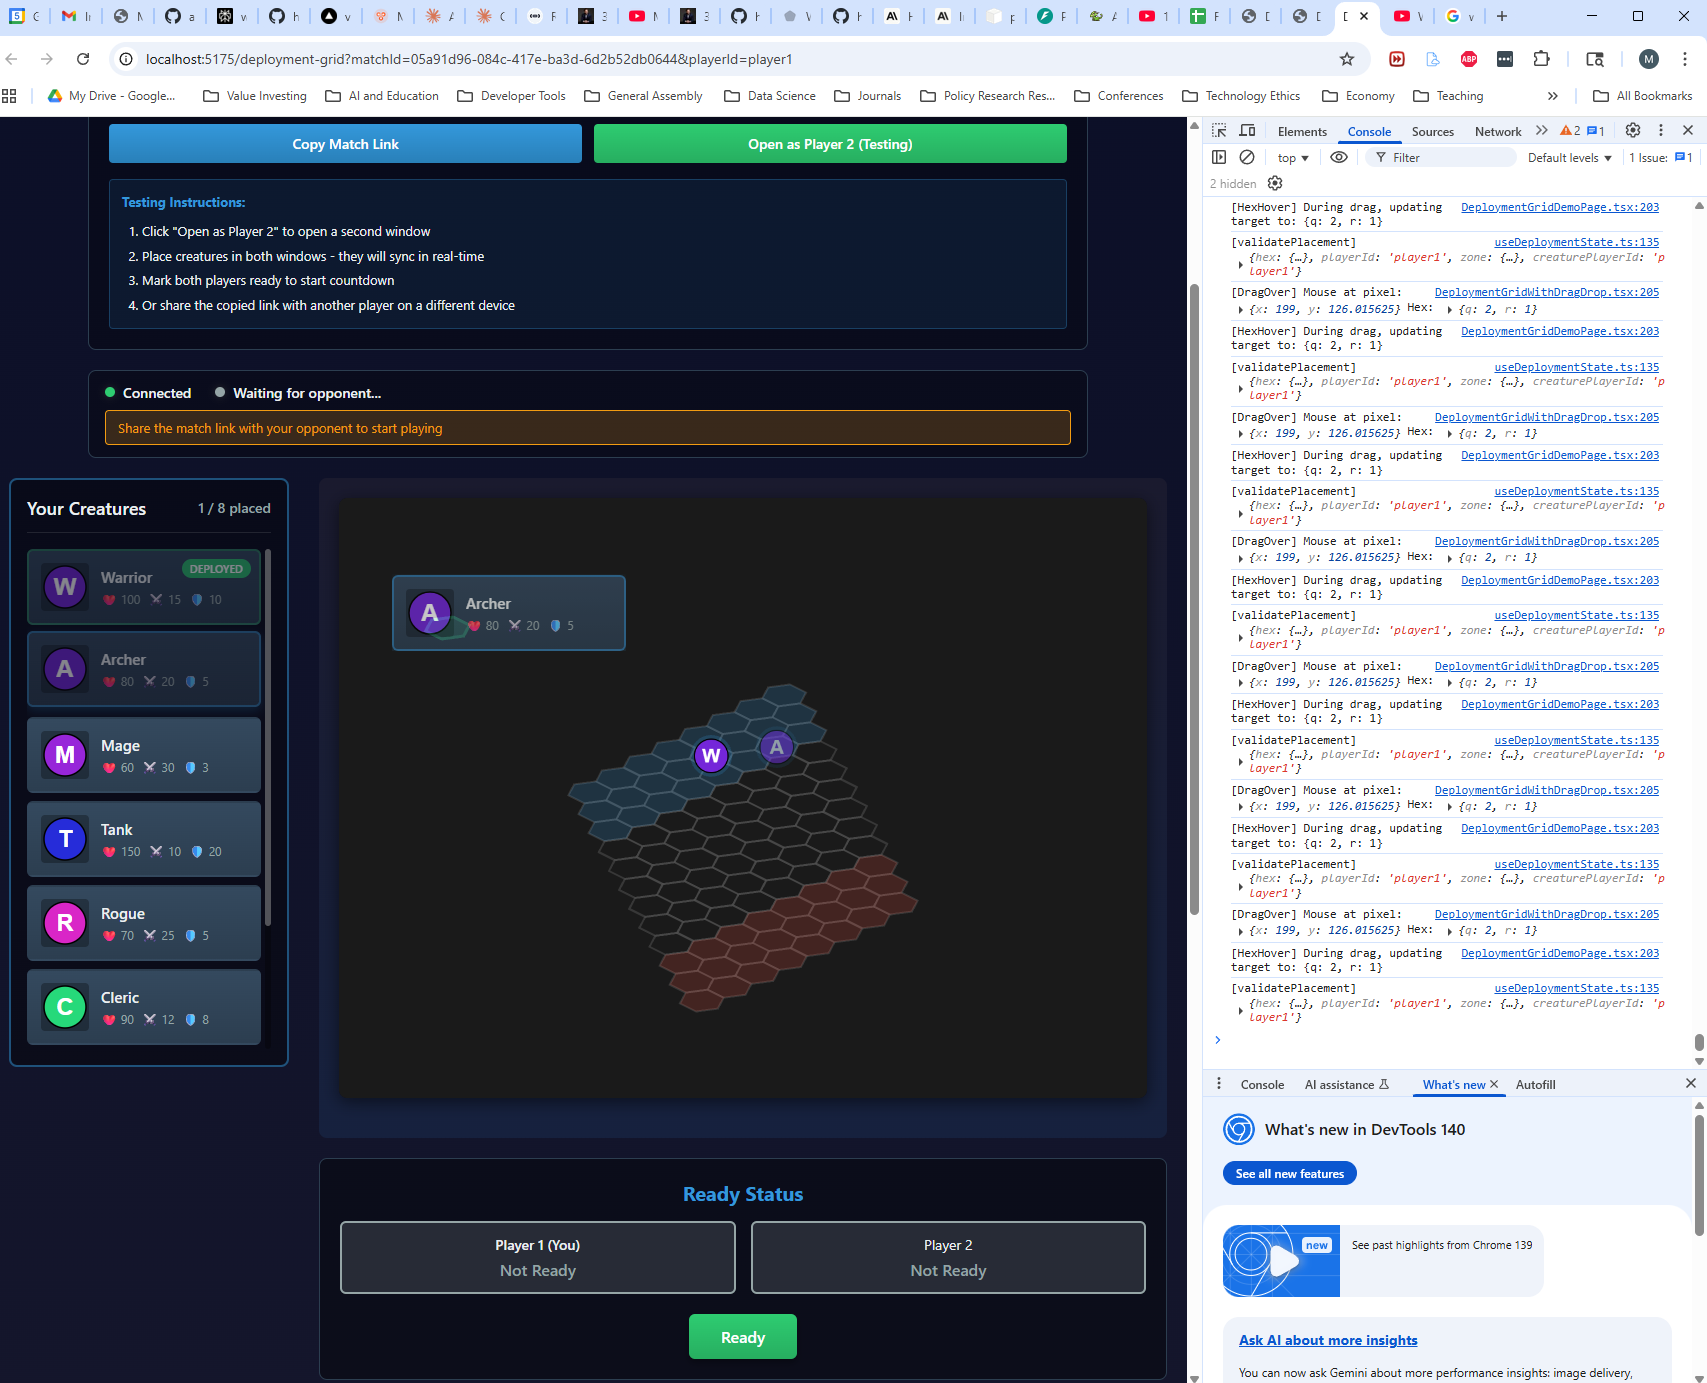 localhost:5175/deployment-grid?matchId=05a91d96-084c-417e-ba3d-6d2b52db0644&playerId=player1
M
My Drive - Google...
Value Investing
AI and Education
Developer Tools
General Assembly
Data Science
Journals
Policy Research Res...
Conferences
Technology Ethics
Economy
Teaching
All Bookmarks
Copy Match Link
Open as Player 2 (Testing)
Testing Instructions:
1. Click "Open as Player 2" to open a second window
2. Place creatures in both windows - they will sync in real-time
3. Mark both players ready to start countdown
4. Or share the copied link with another player on a different device
Connected
Waiting for opponent...
Share the match link with your opponent to start playing
Your Creatures
1 / 8 placed
W
Warrior
DEPLOYED
100 15 10
A
Archer
80 20 5
M
Mage
60 30 3
T
Tank
150 10 20
R
Rogue
70 25 5
C
Cleric
90 12 8
A
Archer
80 20 5
W
A
Ready Status
Player 1 (You)
Not Ready
Player 2
Not Ready
Ready
Elements
Console
Sources
Network
2
1
top
Filter
Default levels
1 Issue: 1
2 hidden
[HexHover] During drag, updating DeploymentGridDemoPage.tsx:203
target to: {q: 2, r: 1}
[validatePlacement] useDeploymentState.ts:135
{hex: {…}, playerId: 'player1', zone: {…}, creaturePlayerId: 'p
layer1'}
[DragOver] Mouse at pixel: DeploymentGridWithDragDrop.tsx:205
{x: 199, y: 126.015625} Hex: {q: 2, r: 1}
[HexHover] During drag, updating DeploymentGridDemoPage.tsx:203
target to: {q: 2, r: 1}
[validatePlacement] useDeploymentState.ts:135
{hex: {…}, playerId: 'player1', zone: {…}, creaturePlayerId: 'p
layer1'}
[DragOver] Mouse at pixel: DeploymentGridWithDragDrop.tsx:205
{x: 199, y: 126.015625} Hex: {q: 2, r: 1}
[HexHover] During drag, updating DeploymentGridDemoPage.tsx:203
target to: {q: 2, r: 1}
[validatePlacement] useDeploymentState.ts:135
{hex: {…}, playerId: 'player1', zone: {…}, creaturePlayerId: 'p
layer1'}
[DragOver] Mouse at pixel: DeploymentGridWithDragDrop.tsx:205
{x: 199, y: 126.015625} Hex: {q: 2, r: 1}
[HexHover] During drag, updating DeploymentGridDemoPage.tsx:203
target to: {q: 2, r: 1}
[validatePlacement] useDeploymentState.ts:135
{hex: {…}, playerId: 'player1', zone: {…}, creaturePlayerId: 'p
layer1'}
[DragOver] Mouse at pixel: DeploymentGridWithDragDrop.tsx:205
{x: 199, y: 126.015625} Hex: {q: 2, r: 1}
[HexHover] During drag, updating DeploymentGridDemoPage.tsx:203
target to: {q: 2, r: 1}
[validatePlacement] useDeploymentState.ts:135
{hex: {…}, playerId: 'player1', zone: {…}, creaturePlayerId: 'p
layer1'}
[DragOver] Mouse at pixel: DeploymentGridWithDragDrop.tsx:205
{x: 199, y: 126.015625} Hex: {q: 2, r: 1}
[HexHover] During drag, updating DeploymentGridDemoPage.tsx:203
target to: {q: 2, r: 1}
[validatePlacement] useDeploymentState.ts:135
{hex: {…}, playerId: 'player1', zone: {…}, creaturePlayerId: 'p
layer1'}
[DragOver] Mouse at pixel: DeploymentGridWithDragDrop.tsx:205
{x: 199, y: 126.015625} Hex: {q: 2, r: 1}
[HexHover] During drag, updating DeploymentGridDemoPage.tsx:203
target to: {q: 2, r: 1}
[validatePlacement] useDeploymentState.ts:135
{hex: {…}, playerId: 'player1', zone: {…}, creaturePlayerId: 'p
layer1'}
Console
AI assistance
What's new
Autofill
What's new in DevTools 140
See all new features
new
See past highlights from Chrome 139
Ask AI about more insights
You can now ask Gemini about more performance insights: image delivery,